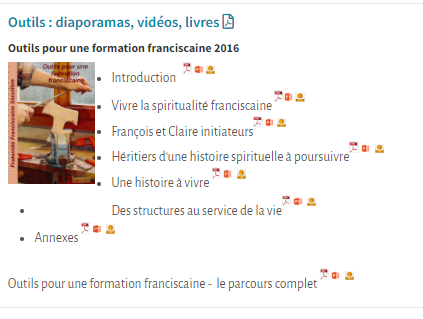 Outils : diaporamas, vidéos, livres
Outils pour une formation franciscaine 2016
Outils pour une
formation
franciscaine
Fraternité Franciscaine Séculière
Introduction
Vivre la spiritualité franciscaine
François et Claire initiateurs
Héritiers d'une histoire spirituelle à poursuivre
Une histoire à vivre
Des structures au service de la vie
Annexes
Outils pour une formation franciscaine - le parcours complet